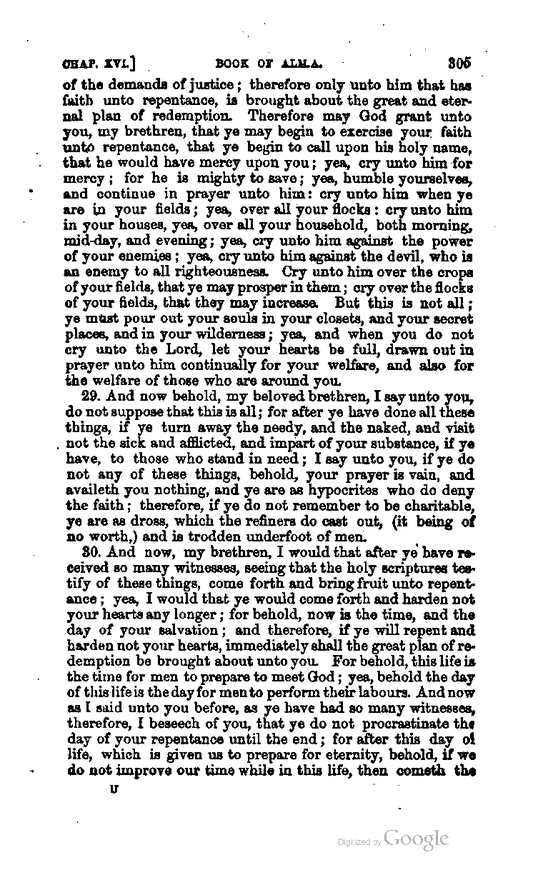 CHAP. XVI.] BOOK OF ALMA. 305
of the demands of justice; therefore only unto him that has
faith unto repentance, is brought about the great and eter-
nal plan of redemption. Therefore may God grant unto
you, my brethren, that ye may begin to exercise your faith
unto repentance, that ye begin to call upon his holy name,
that he would have mercy upon you; yea, cry unto him for
mercy; for he is mighty to save; yea, humble yourselves,
and continue in prayer unto him: cry unto him when ye
are in your fields; yea, over all your flocks: cry unto him
in your houses, yea, over all your household, both morning,
mid-day, and evening; yea, cry unto him against the power
of your enemies; yea, cry unto him against the devil, who is
an enemy to all righteousness. Cry unto him over the crops
of your fields, that ye may prosper in them; cry over the flocks
of your fields, that they may increase. But this is not all;
ye must pour out your souls in your closets, and your secret
places, and in your wilderness; yea, and when you do not
cry unto the Lord, let your hearts be full, drawn out in
prayer unto him continually for your welfare, and also for
the welfare of those who are around you.
29. And now behold, my beloved brethren, I say unto you,
do not suppose that this is all; for after ye have done all these
things, if ye turn away the needy, and the naked, and visit
not the sick and afflicted, and impart of your substance, if ye
have, to those who stand in need; I say unto you, if ye do
not any of these things, behold, your prayer is vain, and
availeth you nothing, and ye are as hypocrites who do deny
the faith; therefore, if ye do not remember to be charitable,
ye are as dross, which the refiners do cast out, (it being of
no worth,) and is trodden underfoot of men.
30. And now, my brethren, I would that after ye have re-
ceived so many witnesses, seeing that the holy scriptures tes-
tify of these things, come forth and bring fruit unto repent-
ance; yea, I would that ye would come forth and harden not
your hearts any longer; for behold, now is the time, and the
day of your salvation; and therefore, if ye will repent and
harden not your hearts, immediately shall the great plan of re-
demption be brought about unto you. For behold, this life is
the time for men to prepare to meet God; yea, behold the day
of this life is the day for men to perform their labours. And now
as I said unto you before, as ye have had so many witnesses,
therefore, I beseech of you, that ye do not procrastinate the
day of your repentance until the end; for after this day of
life, which is given us to prepare for eternity, behold, if we
do not improve our time while in this life, then cometh the
U
Digitized by Google